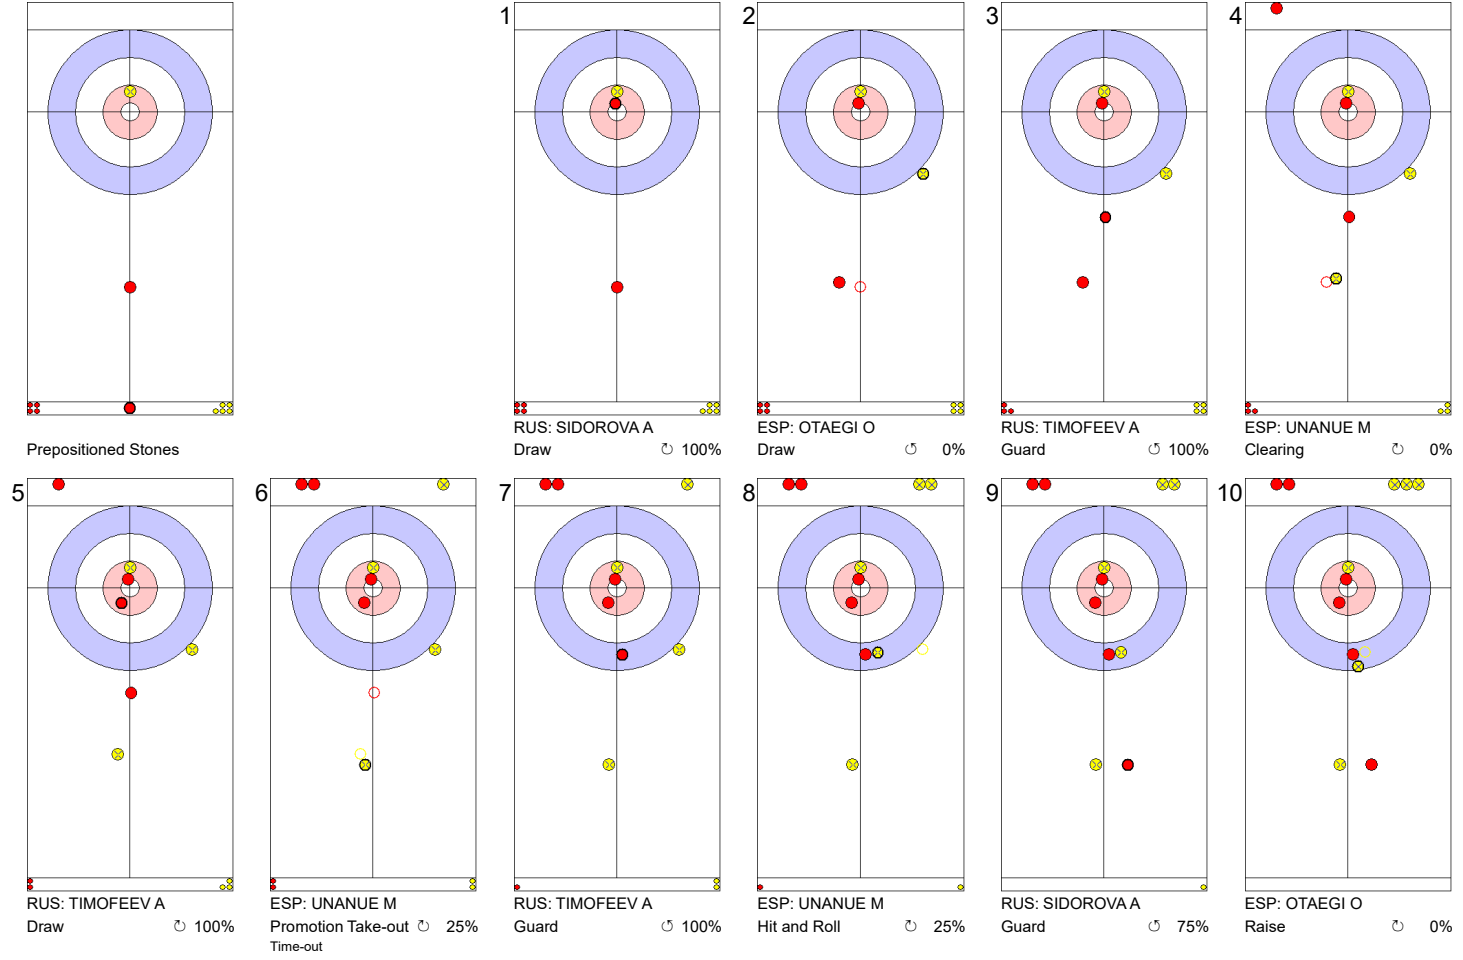 1
2
3
4
Prepositioned Stones
RUS: SIDOROVA A
Draw ↻ 100%
ESP: OTAEGI O
Draw ↺ 0%
RUS: TIMOFEEV A
Guard ↺ 100%
ESP: UNANUE M
Clearing ↻ 0%
5
6
7
8
9
10
RUS: TIMOFEEV A
Draw ↻ 100%
ESP: UNANUE M
Promotion Take-out ↻ 25%
Time-out
RUS: TIMOFEEV A
Guard ↻ 100%
ESP: UNANUE M
Hit and Roll ↻ 25%
RUS: SIDOROVA A
Guard ↺ 75%
ESP: OTAEGI O
Raise ↻ 0%